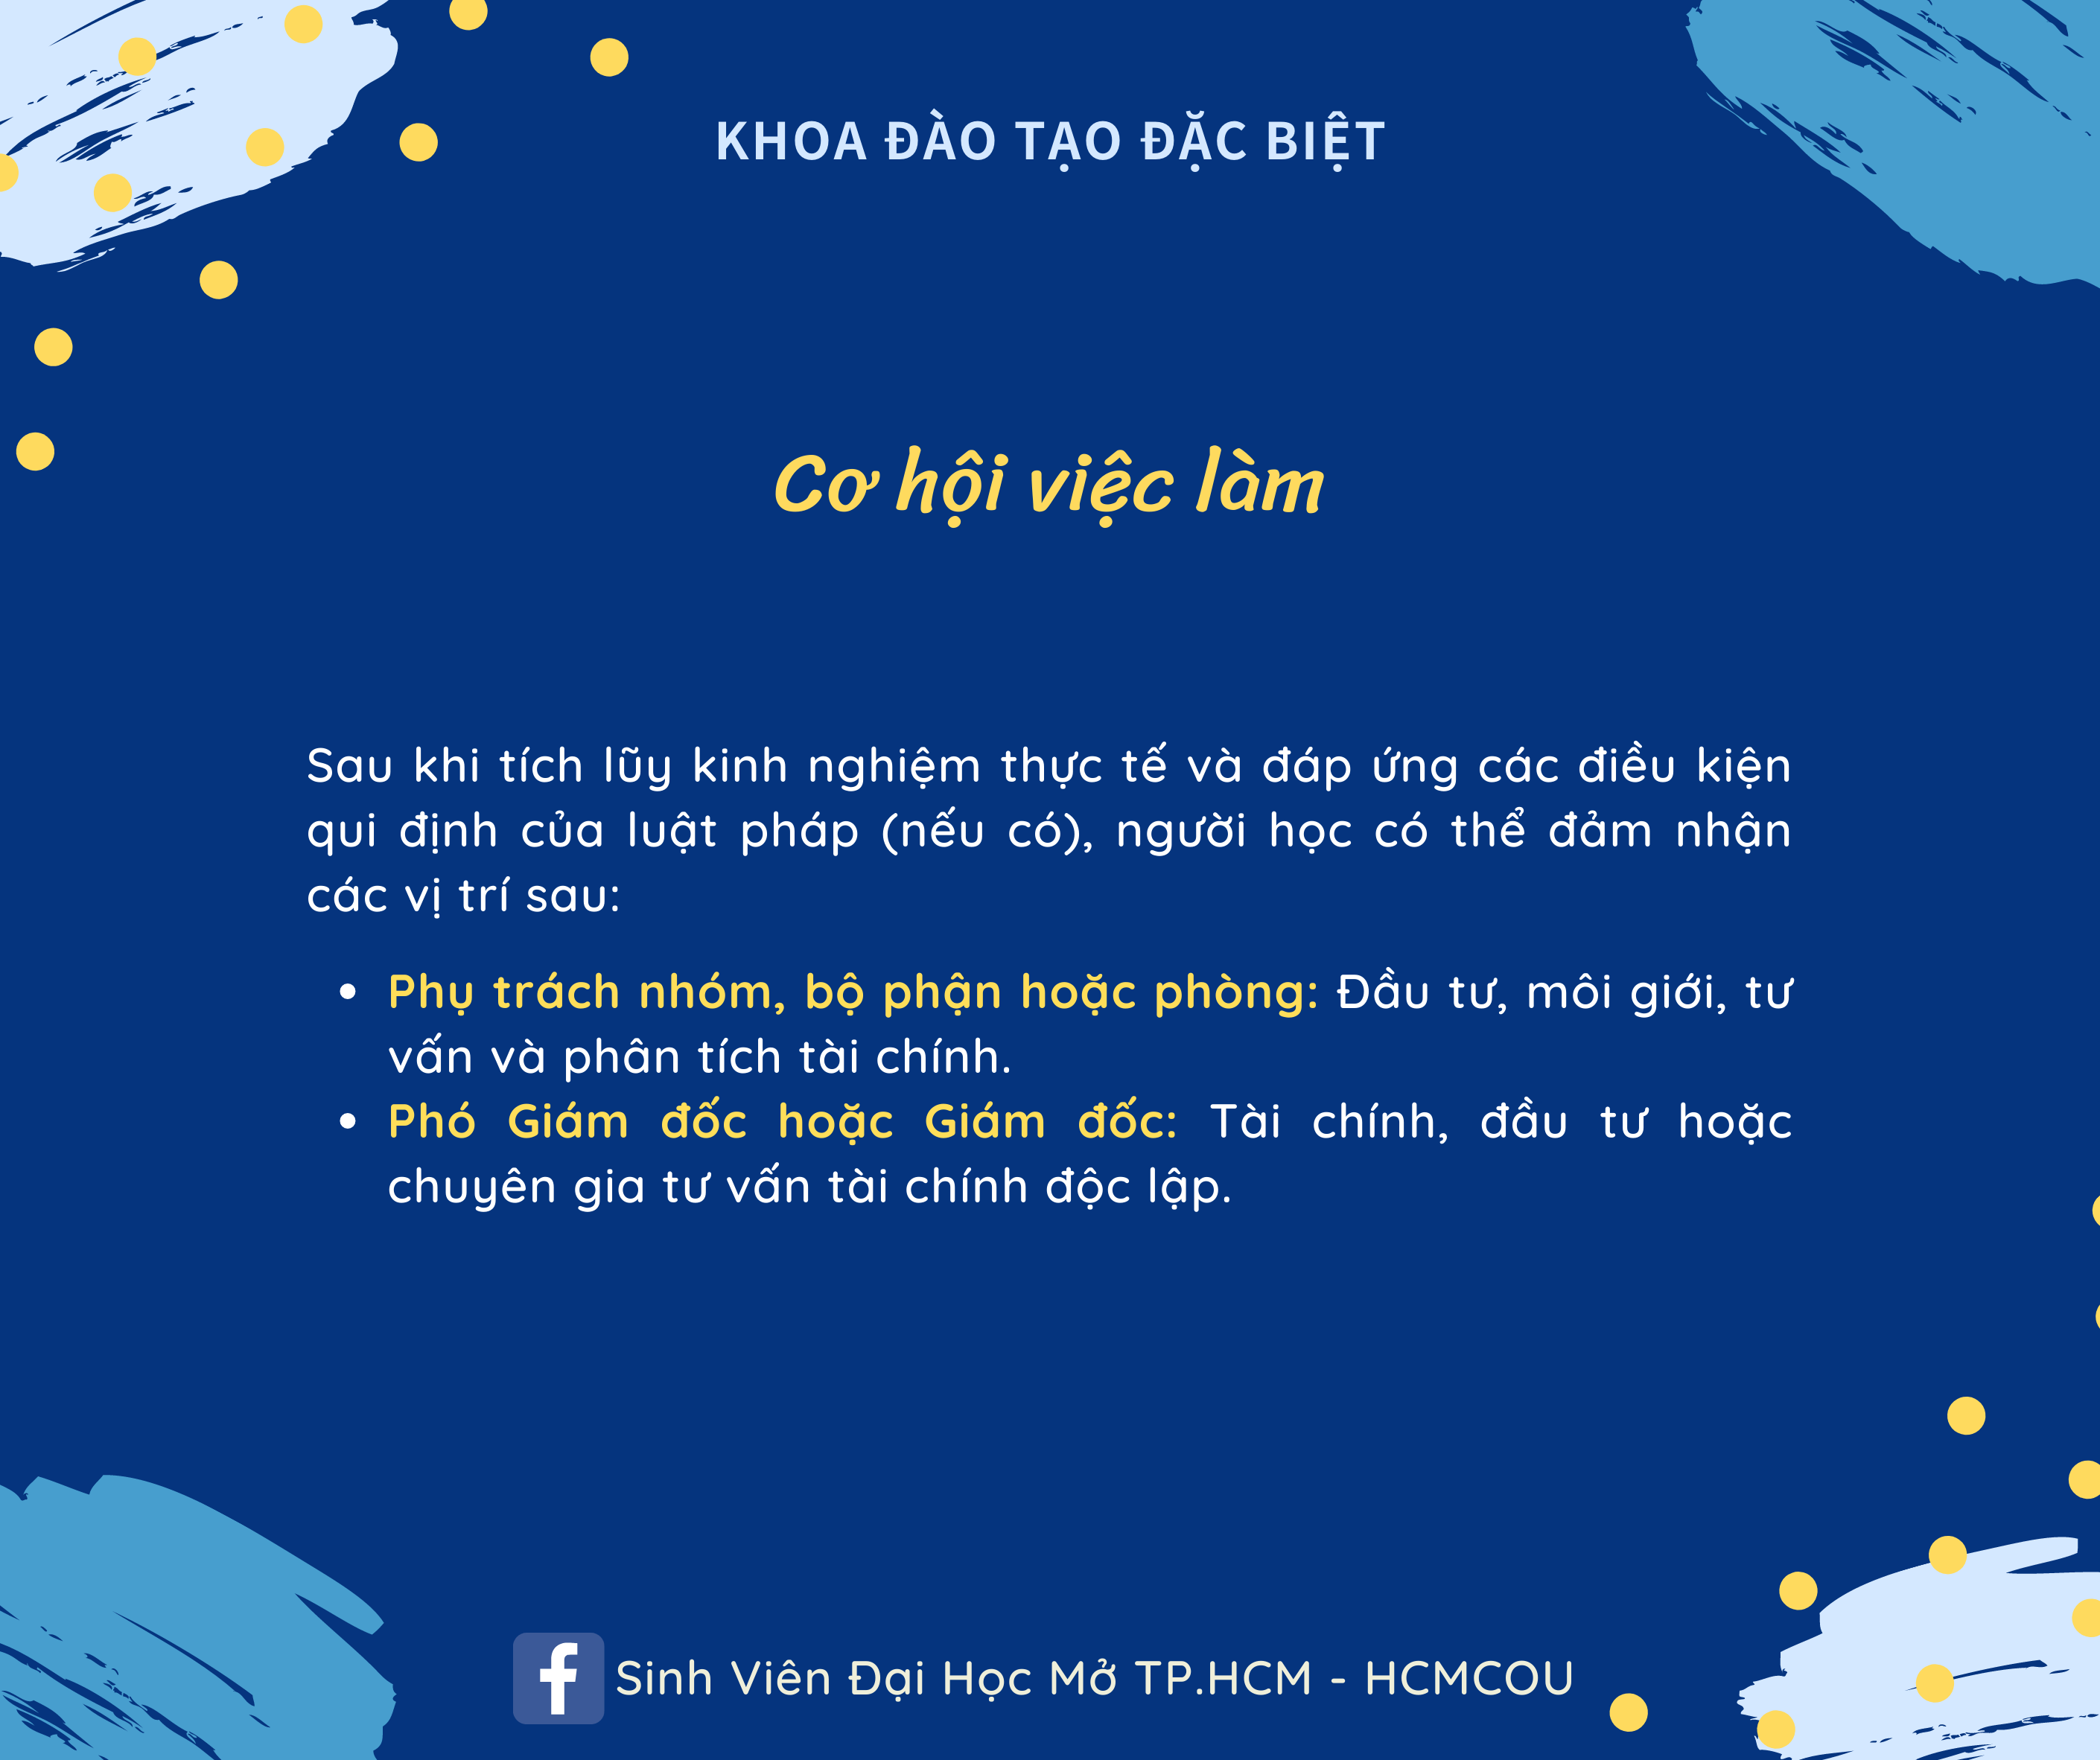 KHOA ĐÀO TẠO ĐẶC BIỆT
Cơ hội việc làm
Sau khi tích lũy kinh nghiệm thực tế và đáp ứng các điều kiện
qui định của luật pháp (nếu có), người học có thể đảm nhận
các vị trí sau:
• Phụ trách nhóm, bộ phận hoặc phòng: Đầu tư, môi giới, tư
vấn và phân tích tài chính.
• Phó Giám đốc hoặc Giám đốc: Tài chính, đầu tư hoặc
chuyên gia tư vấn tài chính độc lập.
Sinh Viên Đại Học Mở TP.HCM - HCMCOU